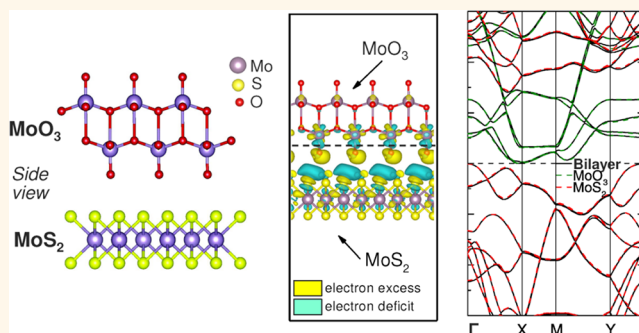 Mo
S
O
MoO₃
Side
view
MoS₂
MoO₃
MoS₂
electron excess
electron deficit
Bilayer
MoO₃
MoS₂
Γ X M Y